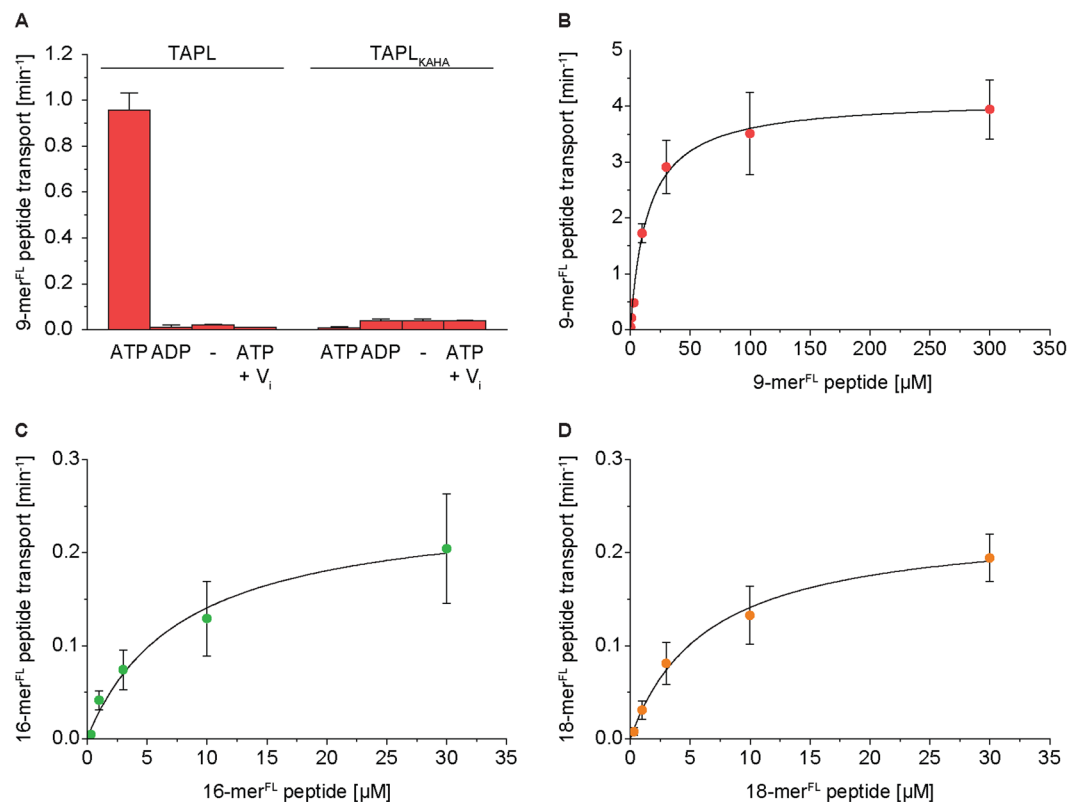 A
TAPL TAPL_KAHA
9-mer^FL peptide transport [min⁻¹]
1.2
1.0
0.8
0.6
0.4
0.2
0.0
ATP ADP - ATP + Vᵢ ATP ADP - ATP + Vᵢ
B
9-mer^FL peptide transport [min⁻¹]
5
4
3
2
1
0
0 50 100 150 200 250 300 350
9-mer^FL peptide [µM]
C
16-mer^FL peptide transport [min⁻¹]
0.3
0.2
0.1
0.0
0 5 10 15 20 25 30 35
16-mer^FL peptide [µM]
D
18-mer^FL peptide transport [min⁻¹]
0.3
0.2
0.1
0.0
0 5 10 15 20 25 30 35
18-mer^FL peptide [µM]